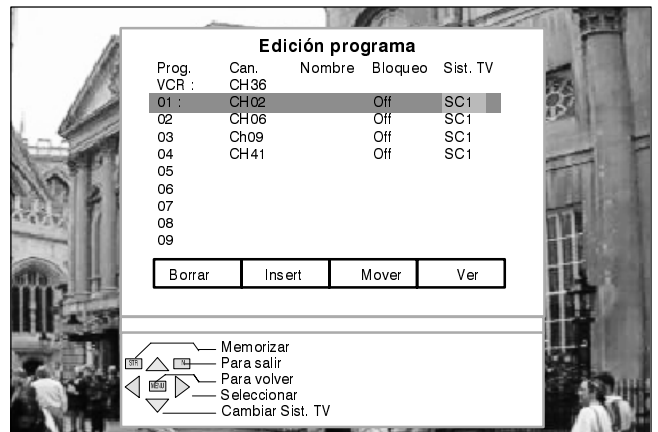 Edición programa
Prog. Can. Nombre Bloqueo Sist. TV
VCR : CH36
01 : CH02 Off SC1
02 CH06 Off SC1
03 Ch09 Off SC1
04 CH41 Off SC1
05
06
07
08
09
Borrar Insert Mover Ver
Memorizar
STR N Para salir
MENU Para volver
Seleccionar
Cambiar Sist. TV